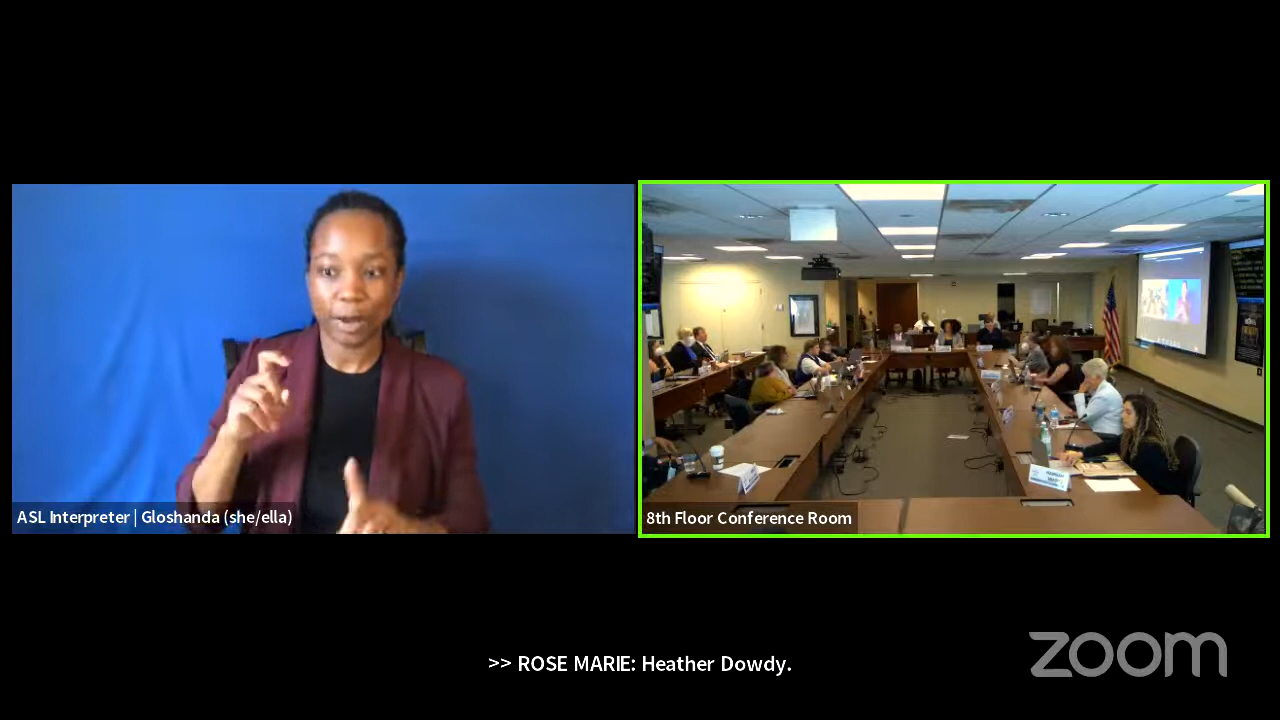 ASL Interpreter | Gloshanda (she/ella)
8th Floor Conference Room
>> ROSE MARIE: Heather Dowdy.
zoom